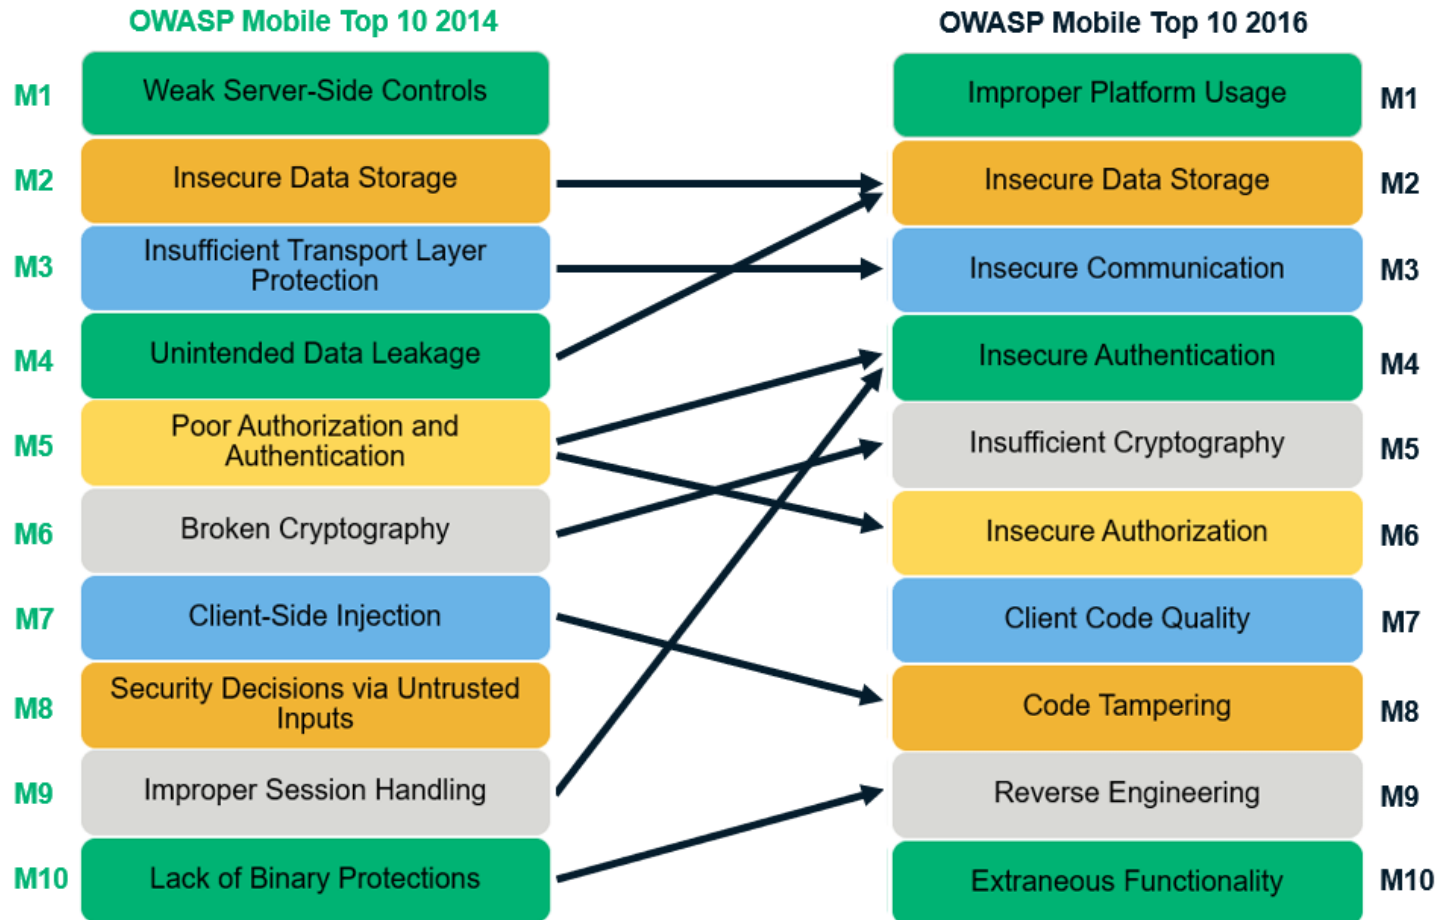 OWASP Mobile Top 10 2014
OWASP Mobile Top 10 2016
M1
Weak Server-Side Controls
Improper Platform Usage
M1
M2
Insecure Data Storage
Insecure Data Storage
M2
M3
Insufficient Transport Layer
Protection
Insecure Communication
M3
M4
Unintended Data Leakage
Insecure Authentication
M4
M5
Poor Authorization and
Authentication
Insufficient Cryptography
M5
M6
Broken Cryptography
Insecure Authorization
M6
M7
Client-Side Injection
Client Code Quality
M7
M8
Security Decisions via Untrusted
Inputs
Code Tampering
M8
M9
Improper Session Handling
Reverse Engineering
M9
M10
Lack of Binary Protections
Extraneous Functionality
M10